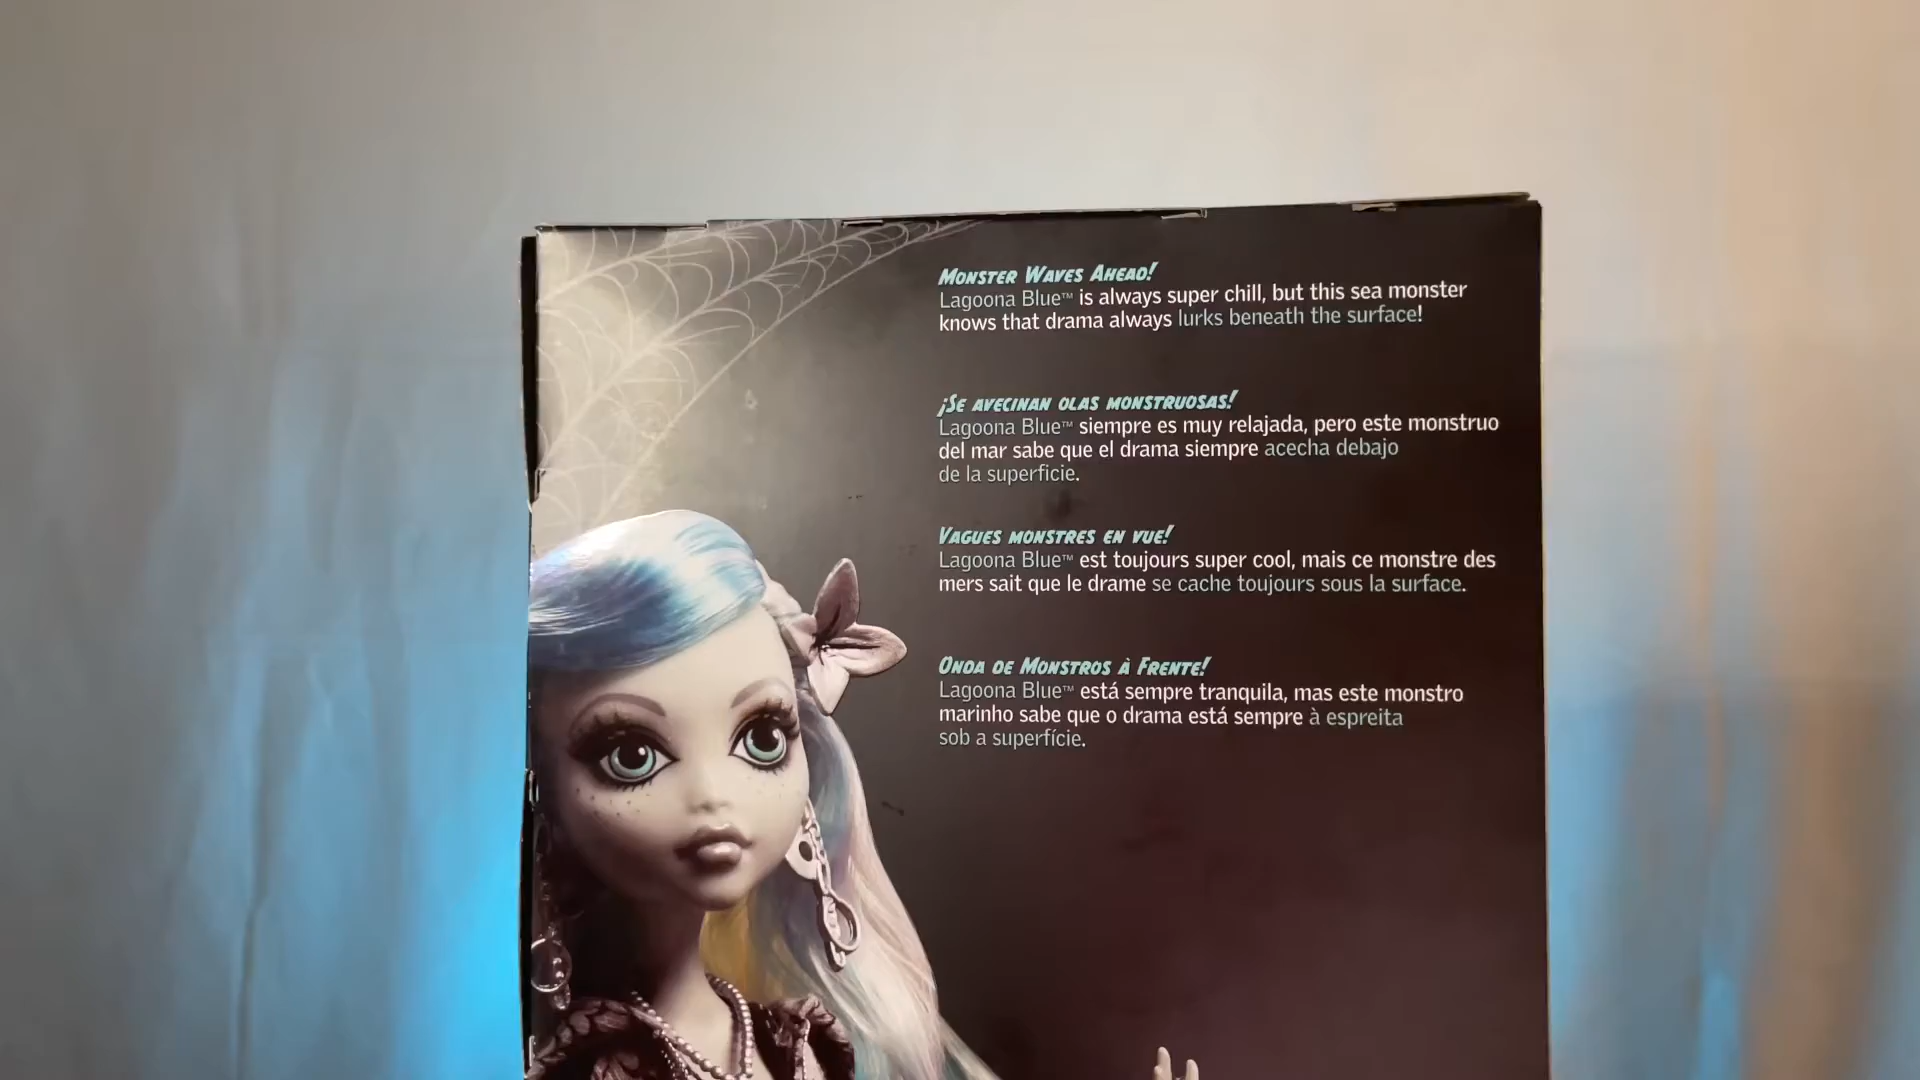 Monster Waves Ahead!
Lagoona Blue™ is always super chill, but this sea monster
knows that drama always lurks beneath the surface!
¡Se avecinan olas monstruosas!
Lagoona Blue™ siempre es muy relajada, pero este monstruo
del mar sabe que el drama siempre acecha debajo
de la superficie.
Vagues monstres en vue!
Lagoona Blue™ est toujours super cool, mais ce monstre des
mers sait que le drame se cache toujours sous la surface.
Onda de Monstros à Frente!
Lagoona Blue™ está sempre tranquila, mas este monstro
marinho sabe que o drama está sempre à espreita
sob a superfície.